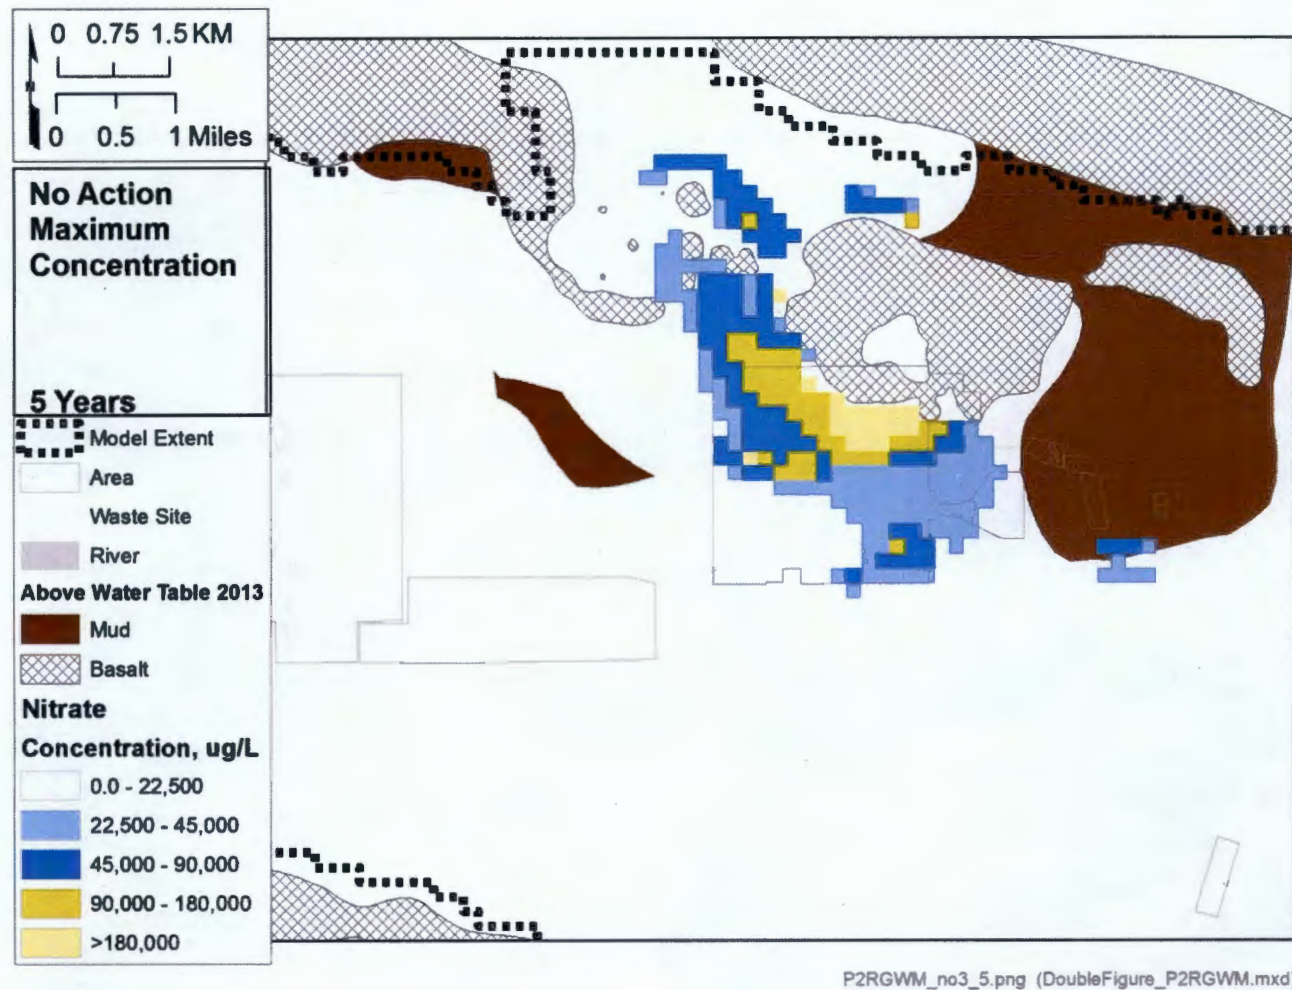 0 0.75 1.5 KM
0 0.5 1 Miles
No Action
Maximum
Concentration
5 Years
Model Extent
Area
Waste Site
River
Above Water Table 2013
Mud
Basalt
Nitrate
Concentration, ug/L
0.0 - 22,500
22,500 - 45,000
45,000 - 90,000
90,000 - 180,000
>180,000
P2RGWM_no3_5.png (DoubleFigure_P2RGWM.mxd)